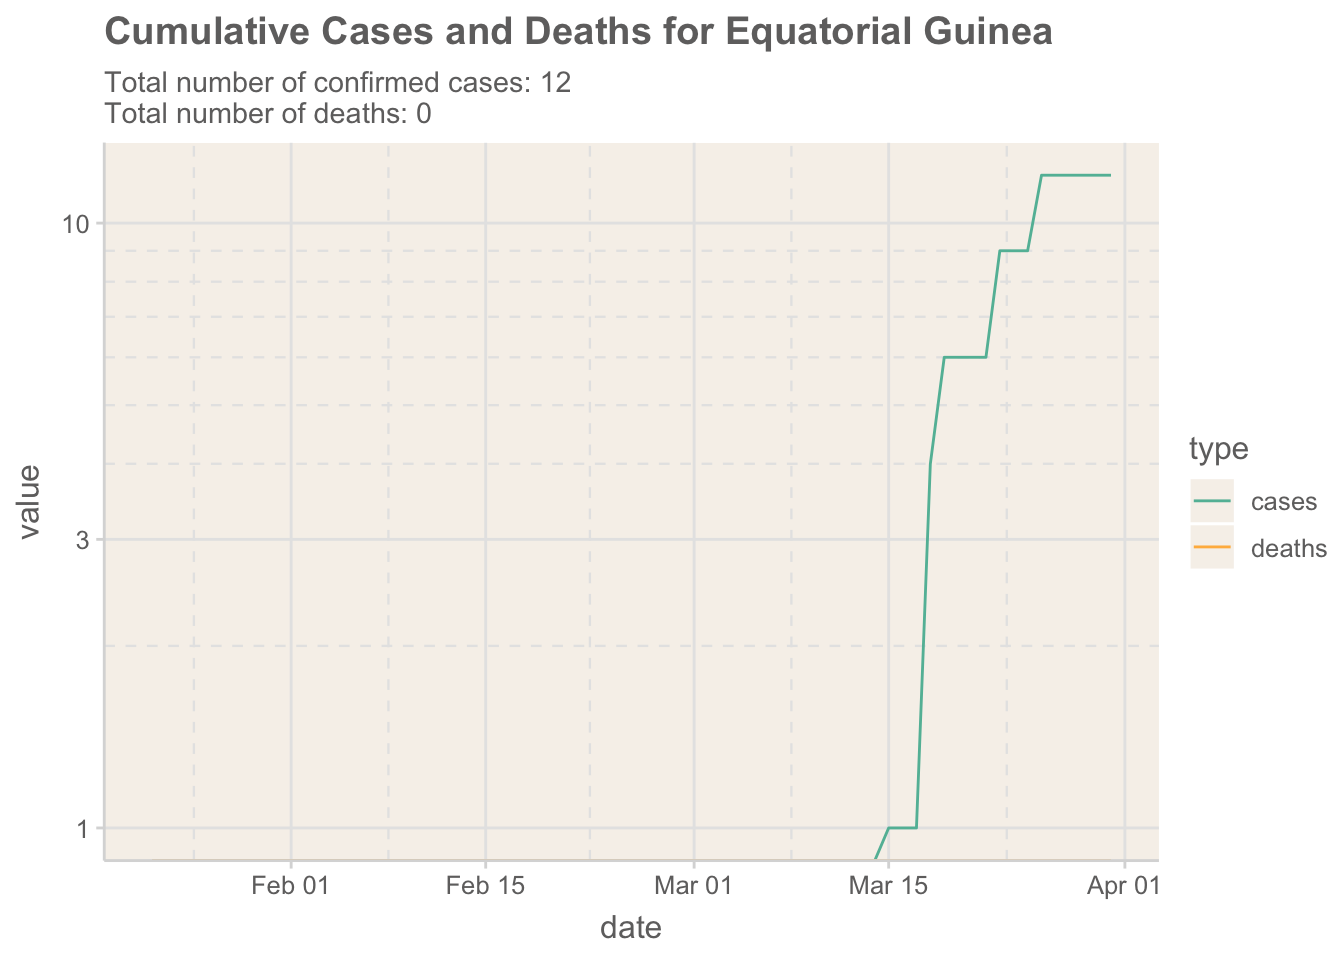 Cumulative Cases and Deaths for Equatorial Guinea
Total number of confirmed cases: 12
Total number of deaths: 0
value
10
3
1
Feb 01
Feb 15
Mar 01
Mar 15
Apr 01
date
type
cases
deaths